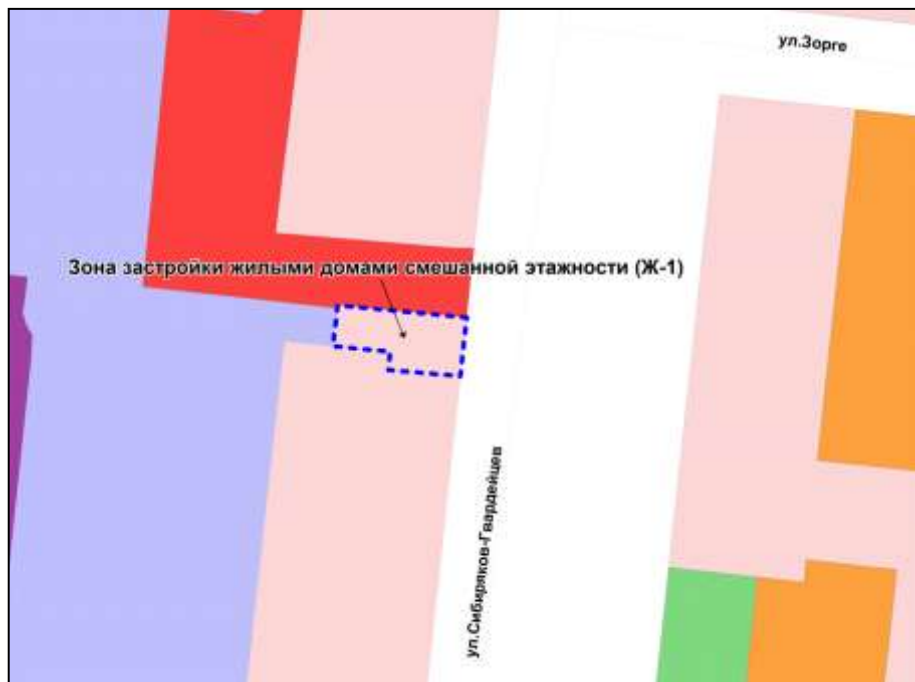 ул.Зорге
Зона застройки жилыми домами смешанной этажности (Ж-1)
ул.Сибиряков-Гвардейцев